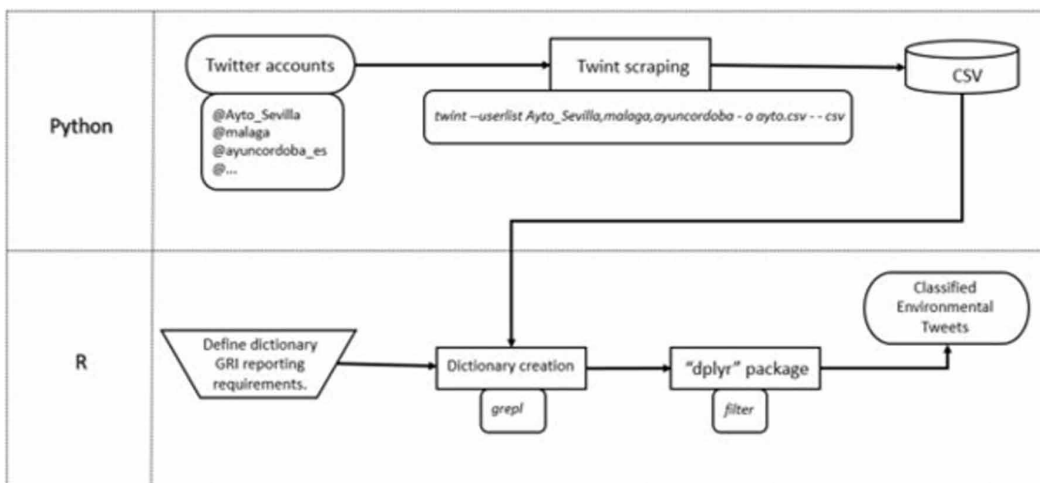 Python
Twitter accounts
@Ayto_Sevilla
@malaga
@ayuncordoba_es
@...
Twint scraping
twint --userlist Ayto_Sevilla,malaga,ayuncordoba - o ayto.csv - - csv
CSV
R
Define dictionary
GRI reporting
requirements.
Dictionary creation
grepl
"dplyr" package
filter
Classified
Environmental
Tweets